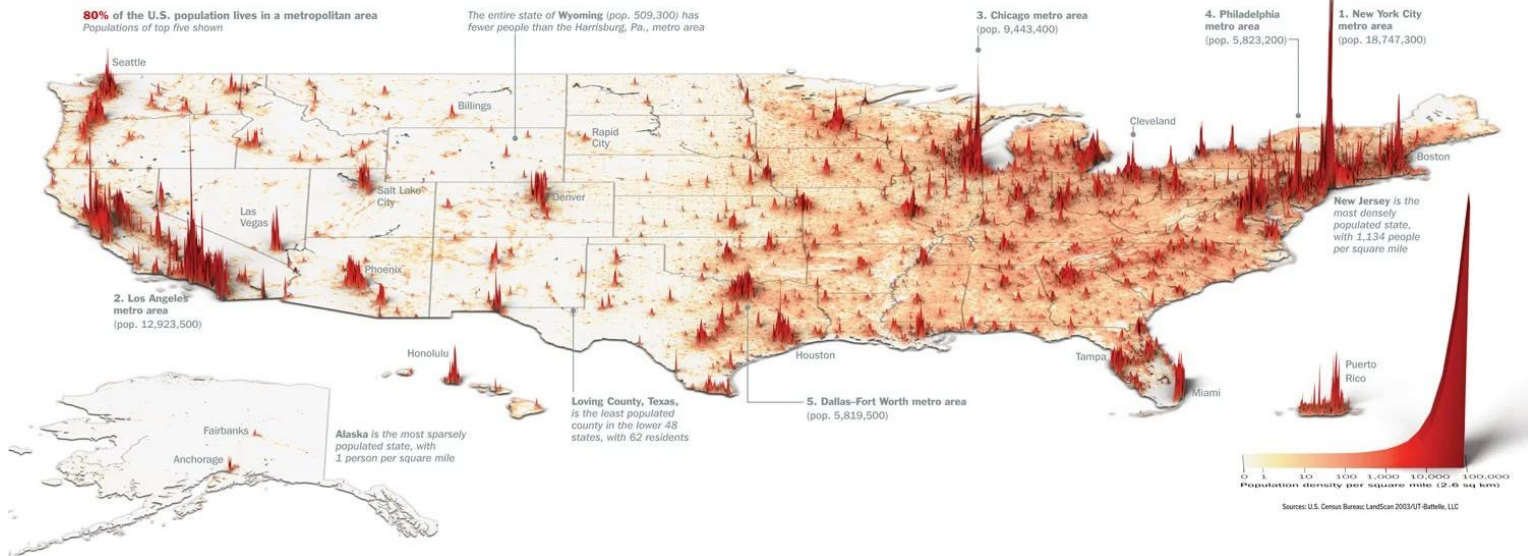 80% of the U.S. population lives in a metropolitan area
Populations of top five shown
The entire state of Wyoming (pop. 509,300) has
fewer people than the Harrisburg, Pa., metro area
3. Chicago metro area
(pop. 9,443,400)
4. Philadelphia
metro area
(pop. 5,823,200)
1. New York City
metro area
(pop. 18,747,300)
Seattle
Billings
Rapid
City
Cleveland
Boston
Salt Lake
City
Denver
Las
Vegas
Phoenix
New Jersey is the
most densely
populated state,
with 1,134 people
per square mile
2. Los Angeles
metro area
(pop. 12,923,500)
Honolulu
Houston
Tampa
Miami
Puerto
Rico
Loving County, Texas,
is the least populated
county in the lower 48
states, with 62 residents
5. Dallas–Fort Worth metro area
(pop. 5,819,500)
Fairbanks
Anchorage
Alaska is the most sparsely
populated state, with
1 person per square mile
0 1 10 100 1,000 10,000 100,000
Population density per square mile (2.6 sq km)
Sources: U.S. Census Bureau; LandScan 2003/UT-Battelle, LLC